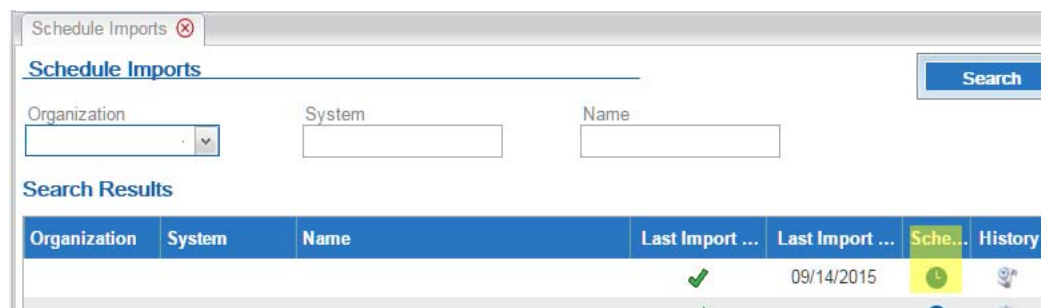 Schedule Imports
Schedule Imports
Search
Organization System Name
Search Results
Organization System Name Last Import ... Last Import ... Sche... History
09/14/2015